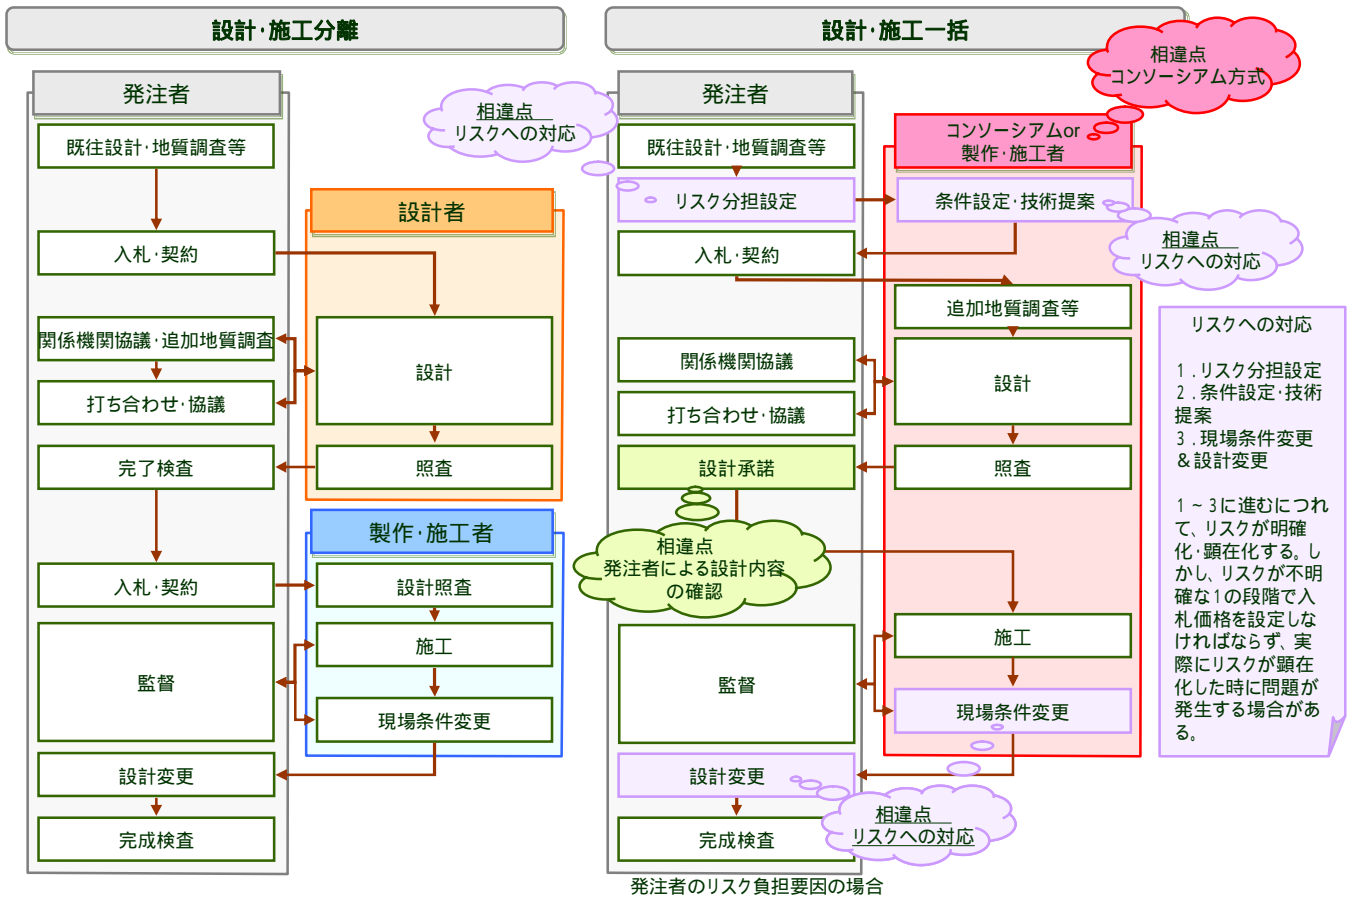 設計・施工分離
発注者
既往設計・地質調査等
設計者
入札・契約
関係機関協議・追加地質調査
設計
打ち合わせ・協議
完了検査
照査
製作・施工者
入札・契約
設計照査
施工
監督
現場条件変更
設計変更
完成検査
設計・施工一括
相違点
コンソーシアム方式
発注者
相違点
リスクへの対応
コンソーシアムor
製作・施工者
既往設計・地質調査等
リスク分担設定
条件設定・技術提案
相違点
リスクへの対応
入札・契約
追加地質調査等
関係機関協議
設計
打ち合わせ・協議
設計承諾
照査
相違点
発注者による設計内容
の確認
施工
監督
現場条件変更
設計変更
相違点
リスクへの対応
完成検査
発注者のリスク負担要因の場合
リスクへの対応
１．リスク分担設定
２．条件設定・技術
提案
３．現場条件変更
＆設計変更
１～３に進むにつれ
て、リスクが明確
化・顕在化する。し
かし、リスクが不明
確な１の段階で入
札価格を設定しな
ければならず、実
際にリスクが顕在
化した時に問題が
発生する場合があ
る。